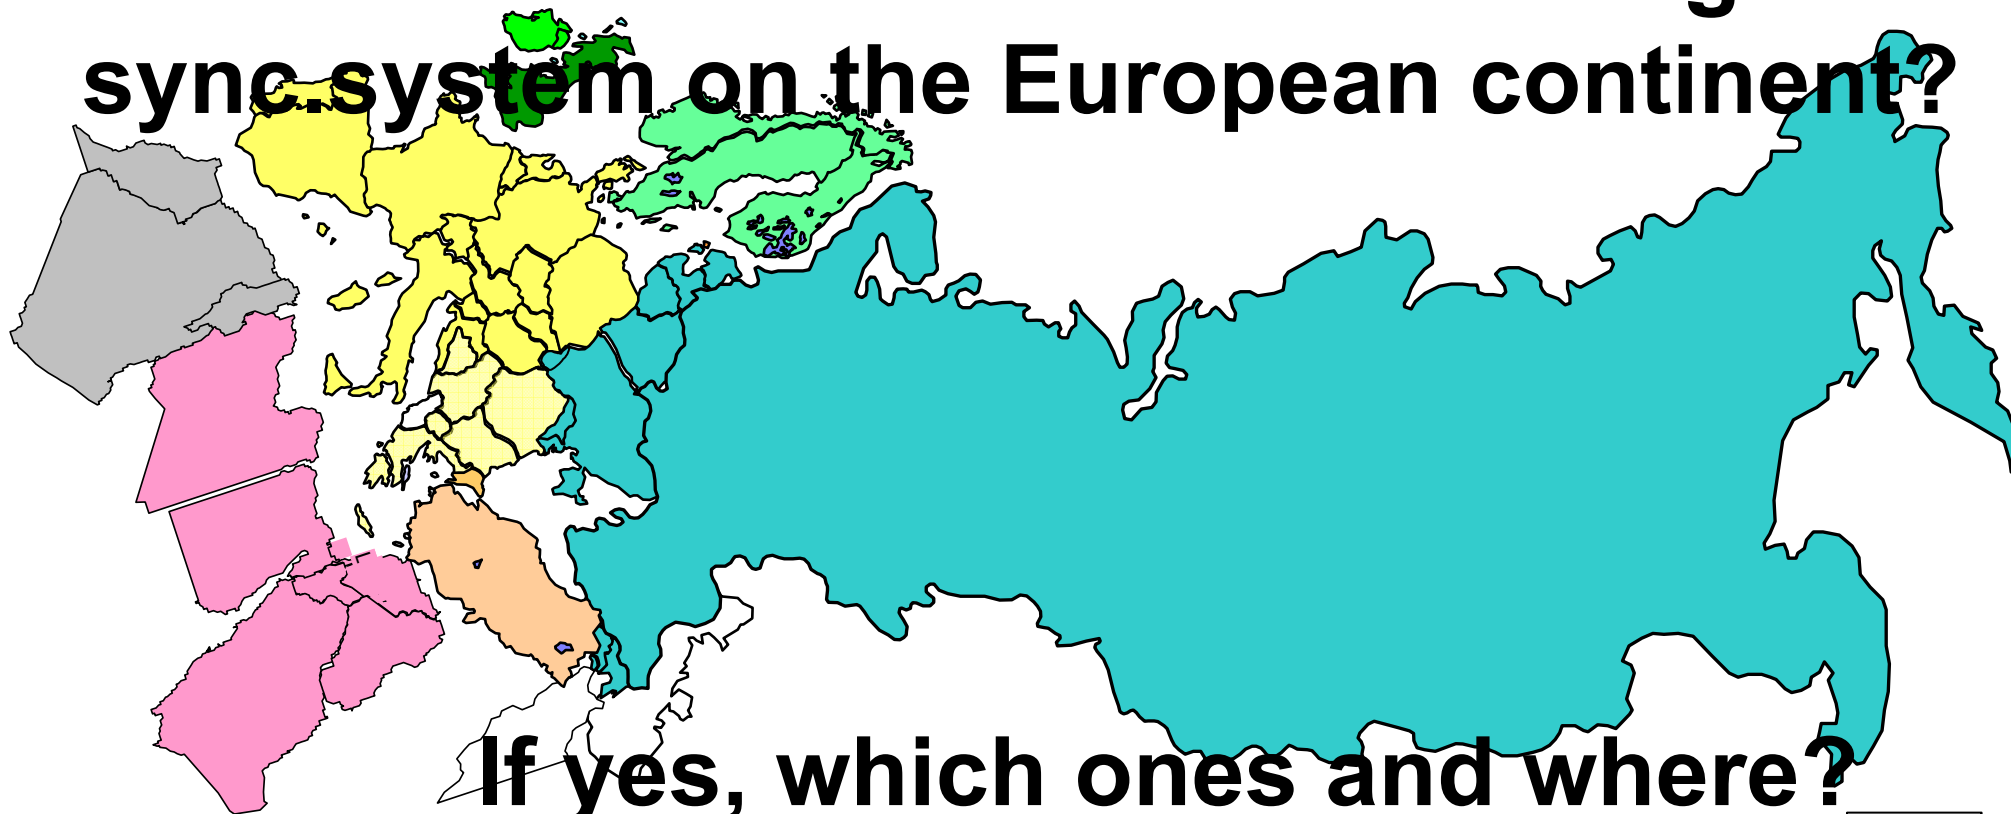 sync.system on the European continent?
If yes, which ones and where?